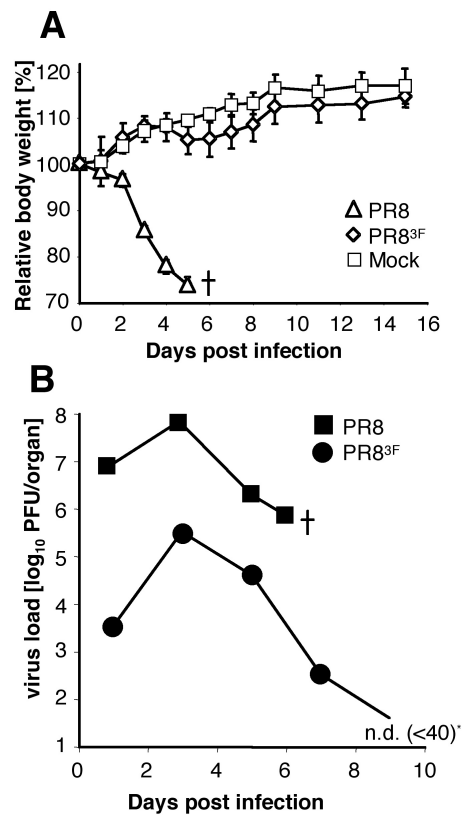 A
Relative body weight [%]
120
110
100
90
80
70
PR8
PR8³ᶠ
Mock
†
0 2 4 6 8 10 12 14 16
Days post infection
B
virus load [log₁₀ PFU/organ]
8
7
6
5
4
3
2
1
PR8
PR8³ᶠ
†
n.d. (<40)*
0 2 4 6 8 10
Days post infection